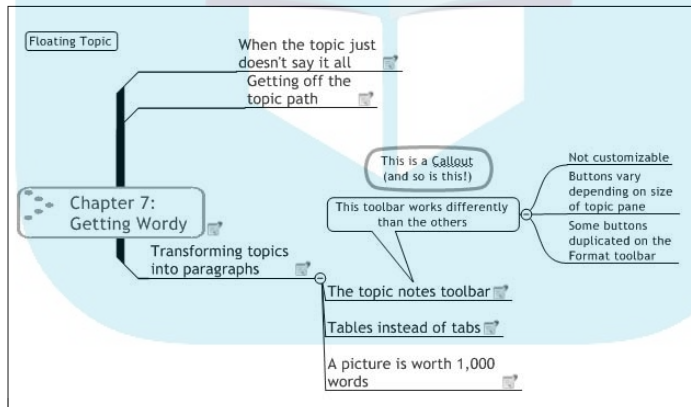 Floating Topic
When the topic just
doesn't say it all
Getting off the
topic path
Chapter 7:
Getting Wordy
Transforming topics
into paragraphs
This is a Callout
(and so is this!)
This toolbar works differently
than the others
Not customizable
Buttons vary
depending on size
of topic pane
Some buttons
duplicated on the
Format toolbar
The topic notes toolbar
Tables instead of tabs
A picture is worth 1,000
words